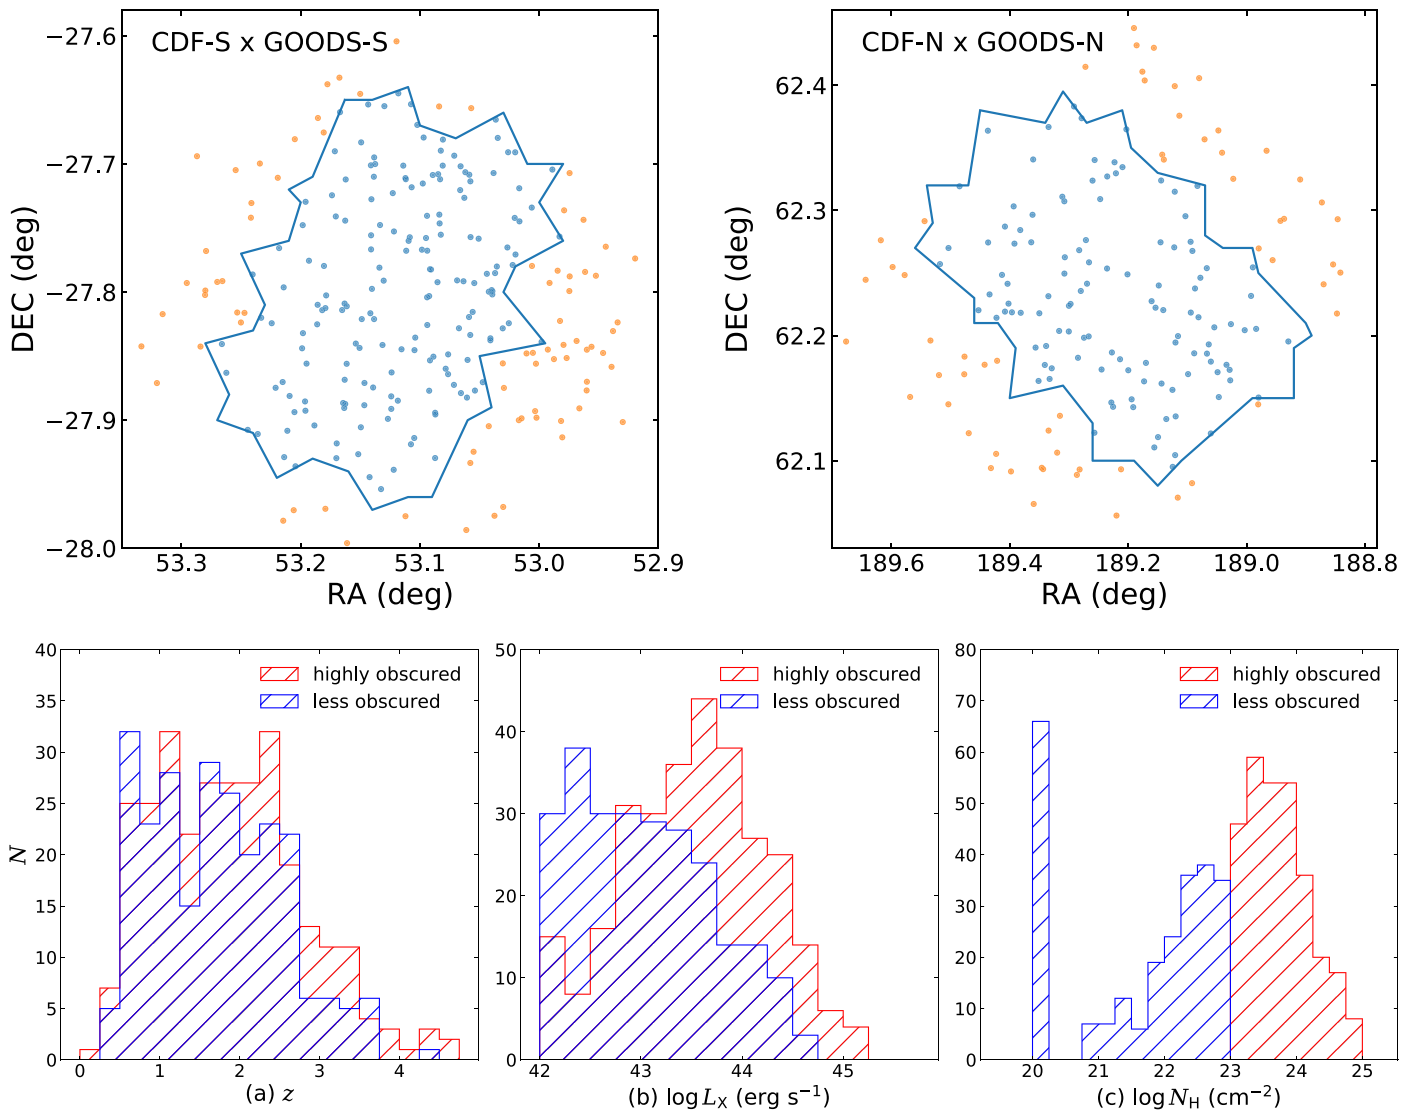 CDF-S x GOODS-S
−27.6
−27.7
−27.8
−27.9
−28.0
DEC (deg)
53.3 53.2 53.1 53.0 52.9
RA (deg)
CDF-N x GOODS-N
62.4
62.3
62.2
62.1
DEC (deg)
189.6 189.4 189.2 189.0 188.8
RA (deg)
highly obscured
less obscured
40
35
30
25
20
15
10
5
0
N
0 1 2 3 4
(a) z
highly obscured
less obscured
50
40
30
20
10
0
42 43 44 45
(b) log L_X (erg s⁻¹)
highly obscured
less obscured
80
70
60
50
40
30
20
10
0
20 21 22 23 24 25
(c) log N_H (cm⁻²)